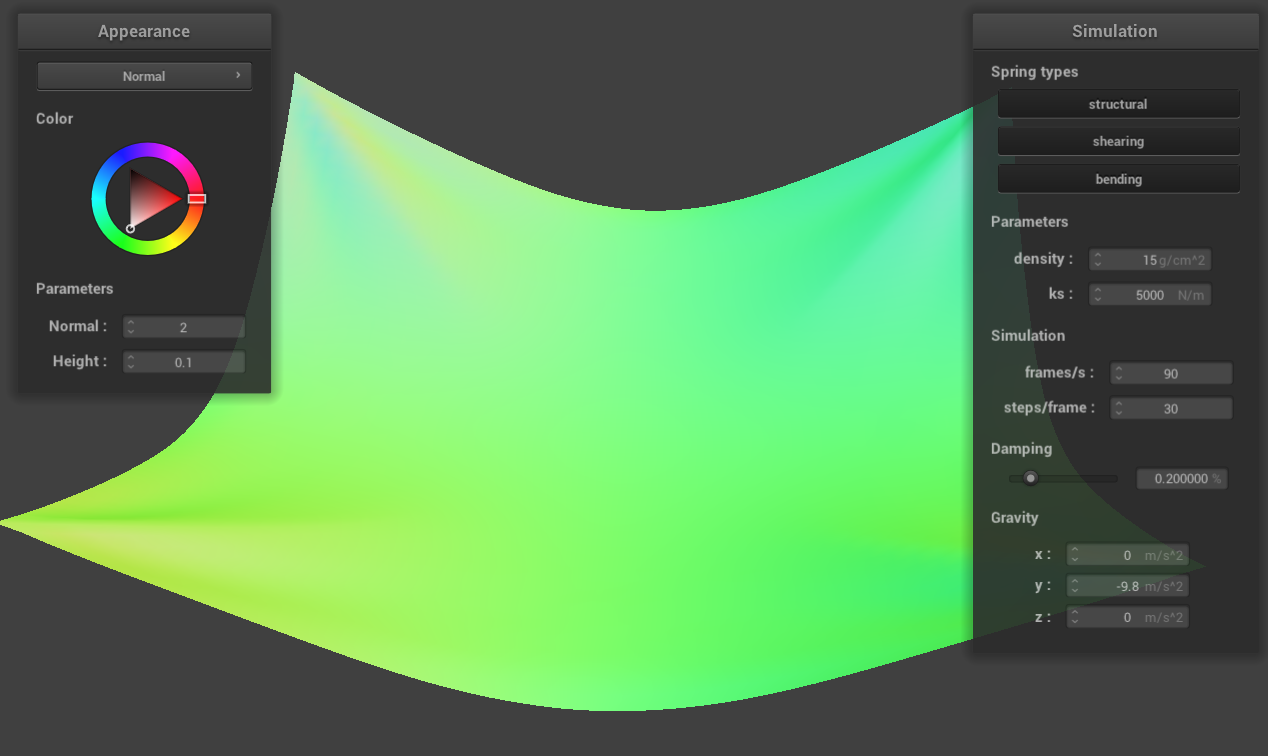 Appearance
Normal ›
Color
Parameters
Normal : 2
Height : 0.1
Simulation
Spring types
structural
shearing
bending
Parameters
density : 15 g/cm^2
ks : 5000 N/m
Simulation
frames/s : 90
steps/frame : 30
Damping
0.200000 %
Gravity
x : 0 m/s^2
y : -9.8 m/s^2
z : 0 m/s^2